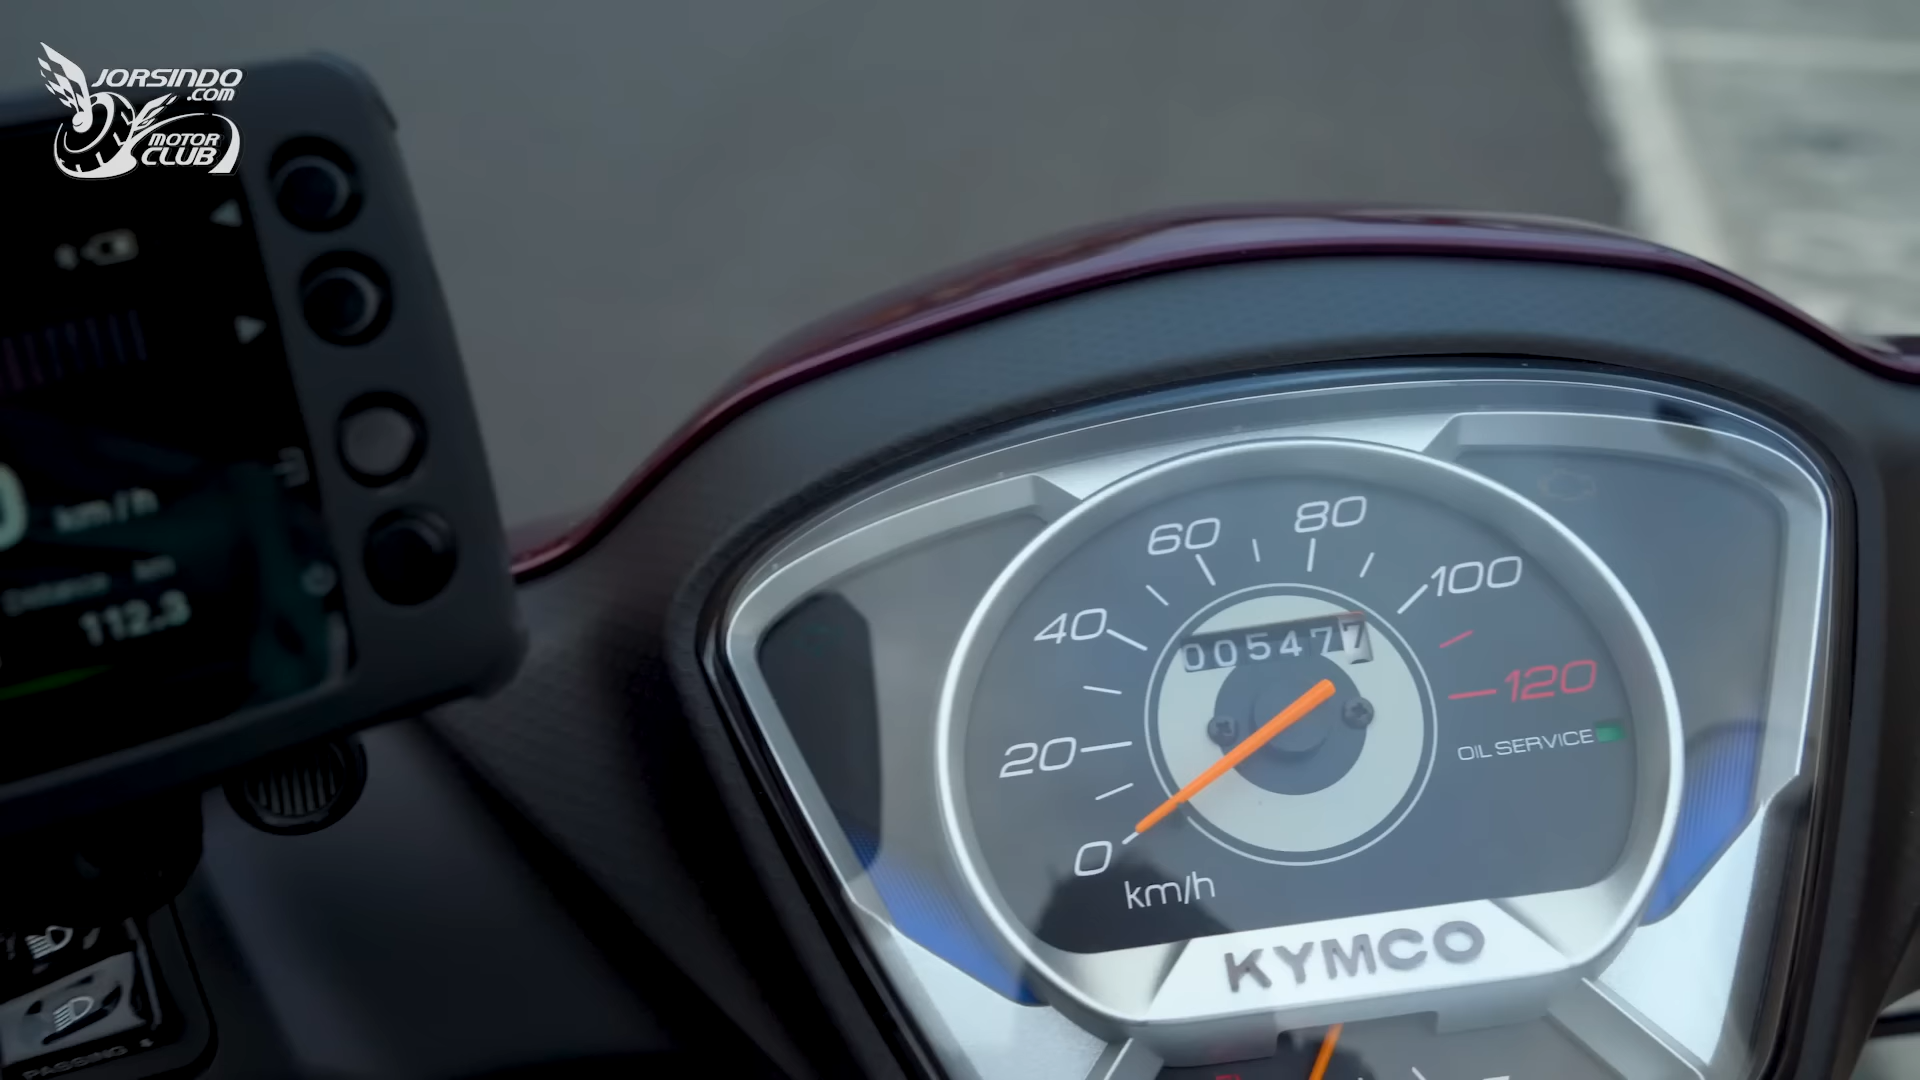 JORSINDO
.COM
MOTOR
CLUB
km/h
Distance km
112.3
0
20
40
60
80
100
120
005477
OIL SERVICE
km/h
KYMCO
PASSING